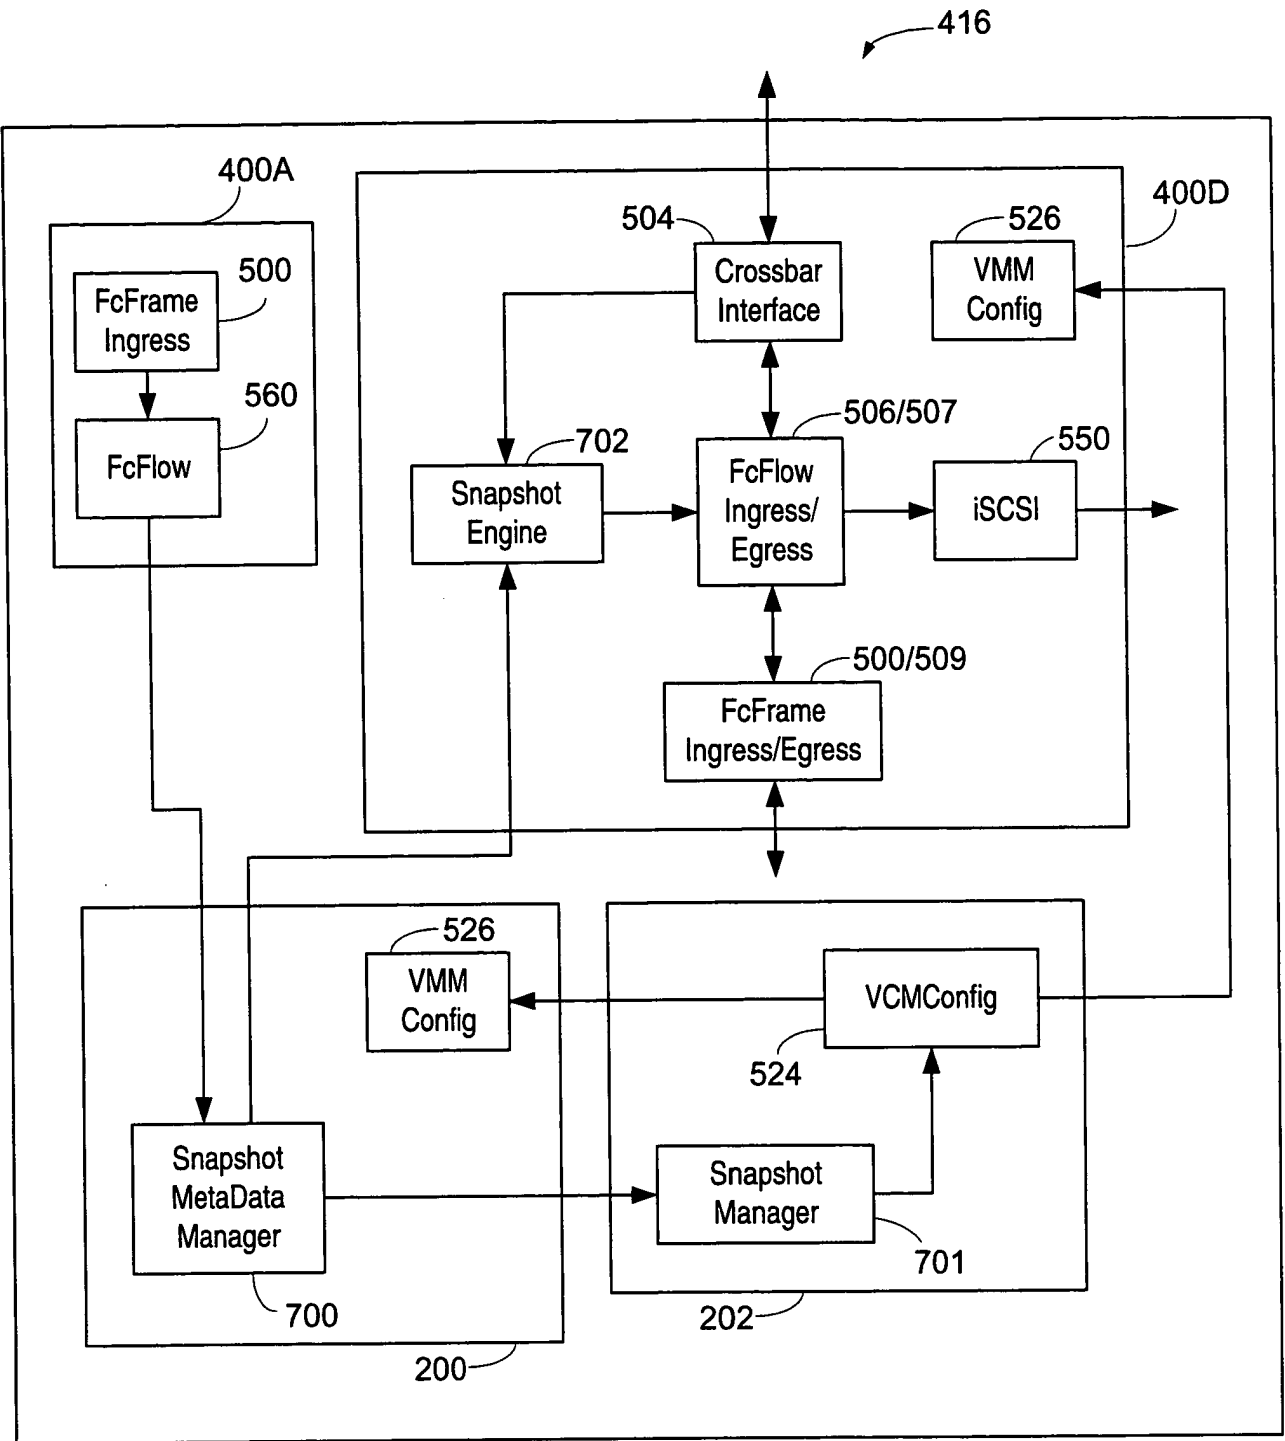 416
400A
500
FcFrame
Ingress
560
FcFlow
400D
504
Crossbar
Interface
526
VMM
Config
702
Snapshot
Engine
506/507
FcFlow
Ingress/
Egress
550
iSCSI
500/509
FcFrame
Ingress/Egress
526
VMM
Config
VCMConfig
524
Snapshot
MetaData
Manager
700
Snapshot
Manager
701
200
202